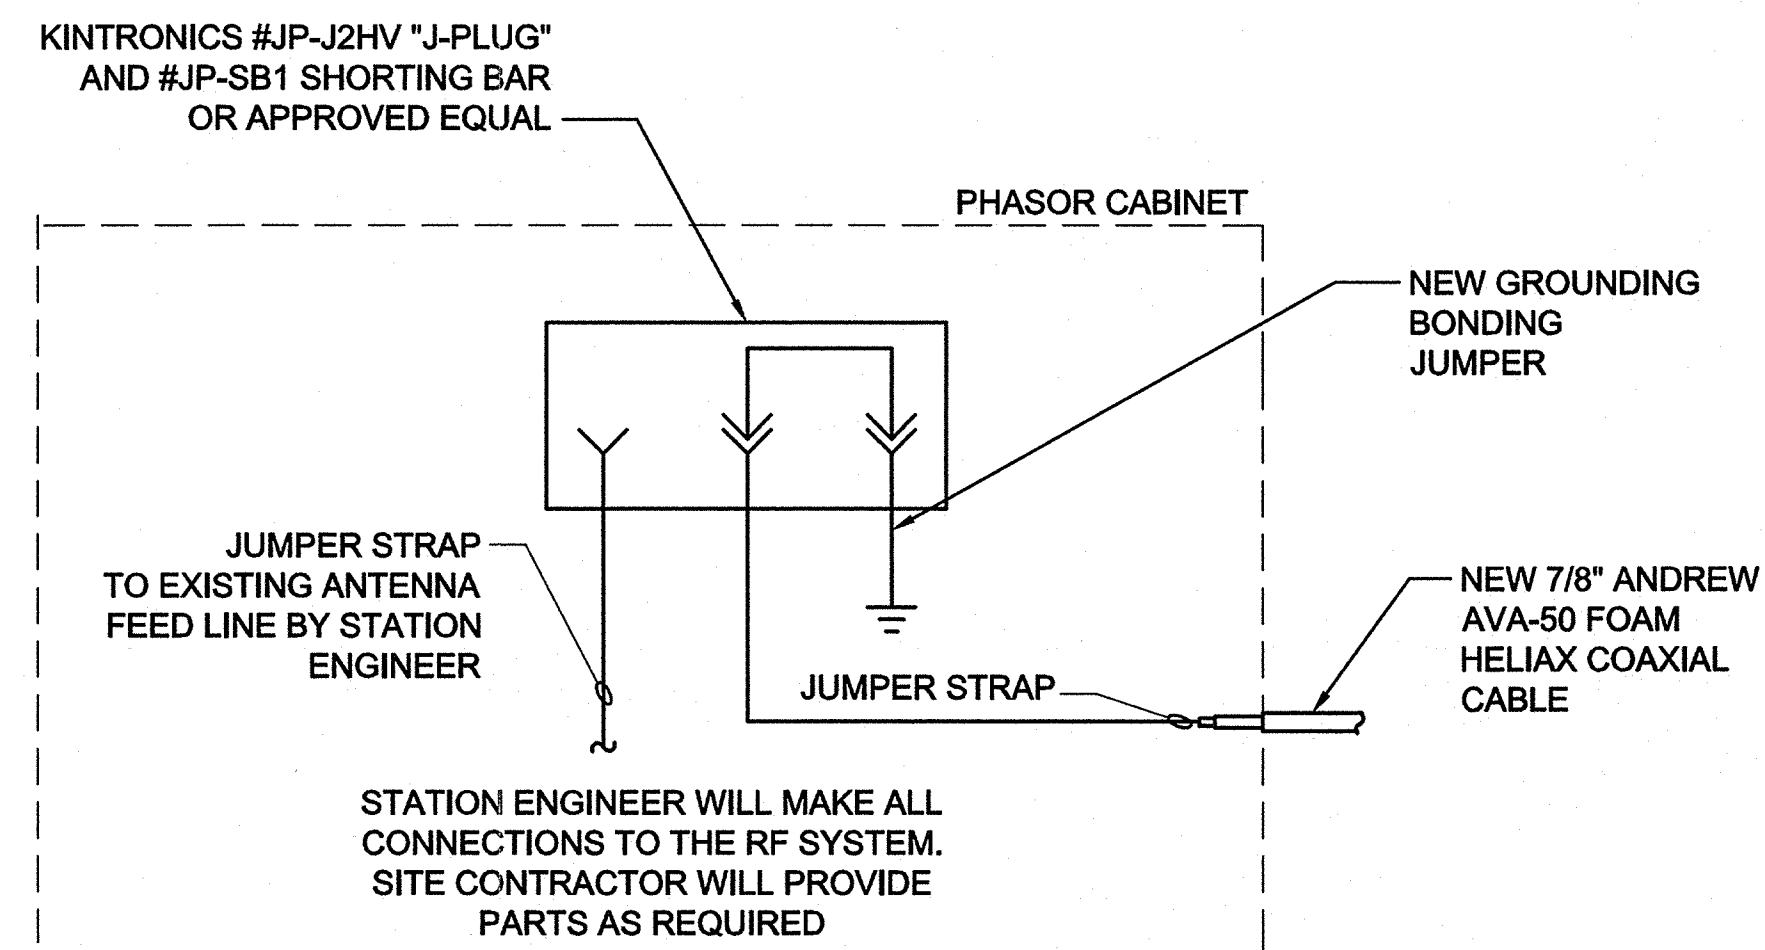 KINTRONICS #JP-J2HV "J-PLUG"
AND #JP-SB1 SHORTING BAR
OR APPROVED EQUAL
PHASOR CABINET
NEW GROUNDING
BONDING
JUMPER
JUMPER STRAP
TO EXISTING ANTENNA
FEED LINE BY STATION
ENGINEER
NEW 7/8" ANDREW
AVA-50 FOAM
HELIAX COAXIAL
CABLE
JUMPER STRAP
STATION ENGINEER WILL MAKE ALL
CONNECTIONS TO THE RF SYSTEM.
SITE CONTRACTOR WILL PROVIDE
PARTS AS REQUIRED